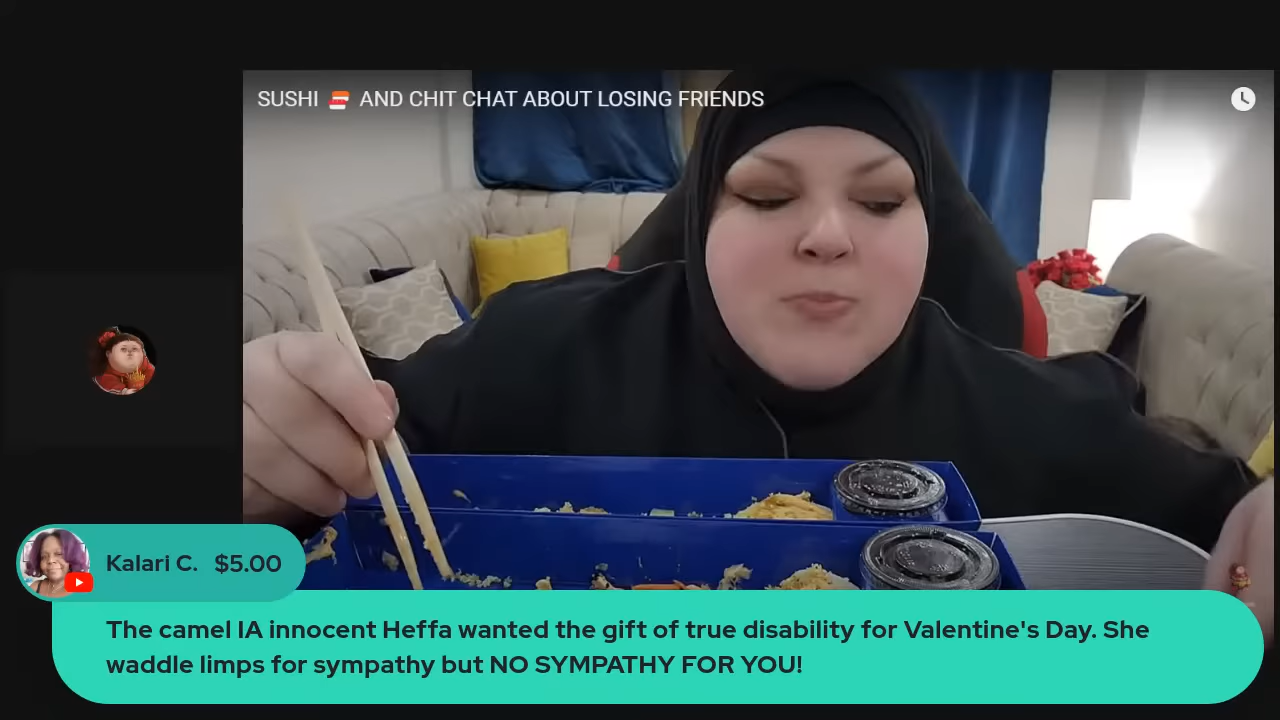 SUSHI 🍣 AND CHIT CHAT ABOUT LOSING FRIENDS
Kalari C. $5.00
The camel IA innocent Heffa wanted the gift of true disability for Valentine's Day. She
waddle limps for sympathy but NO SYMPATHY FOR YOU!